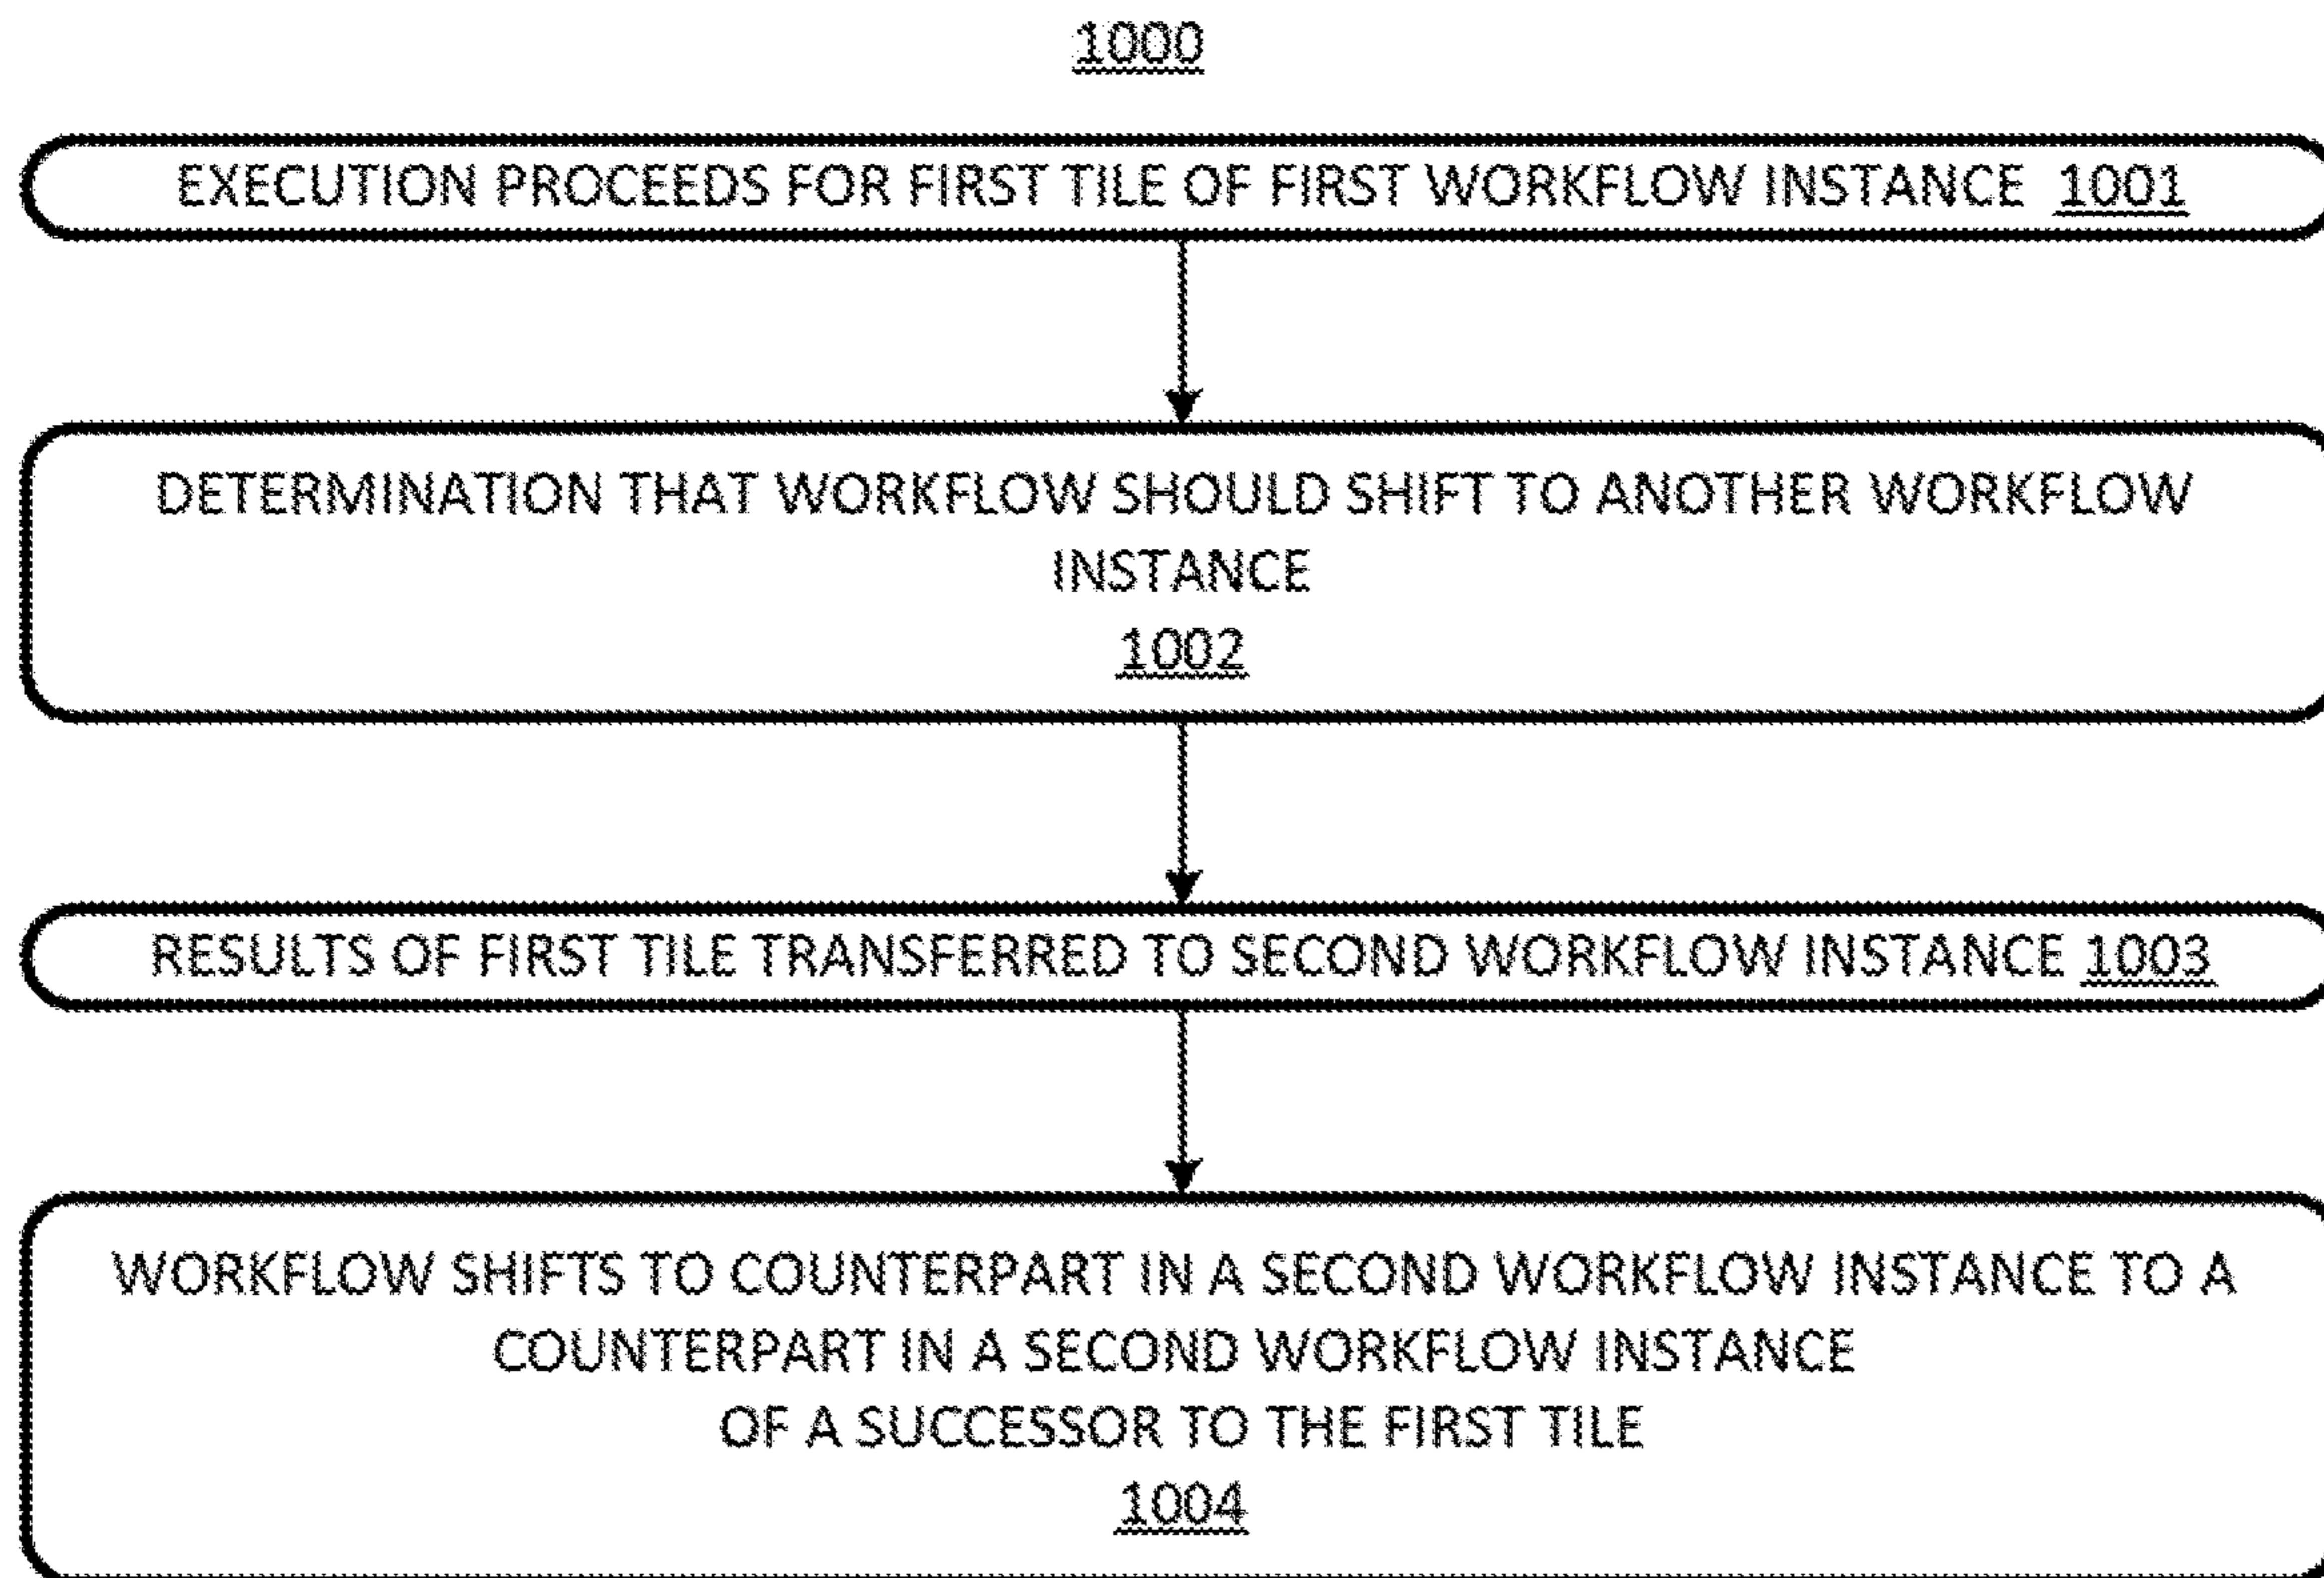 1000
EXECUTION PROCEEDS FOR FIRST TILE OF FIRST WORKFLOW INSTANCE 1001
DETERMINATION THAT WORKFLOW SHOULD SHIFT TO ANOTHER WORKFLOW
INSTANCE
1002
RESULTS OF FIRST TILE TRANSFERRED TO SECOND WORKFLOW INSTANCE 1003
WORKFLOW SHIFTS TO COUNTERPART IN A SECOND WORKFLOW INSTANCE TO A
COUNTERPART IN A SECOND WORKFLOW INSTANCE
OF A SUCCESSOR TO THE FIRST TILE
1004